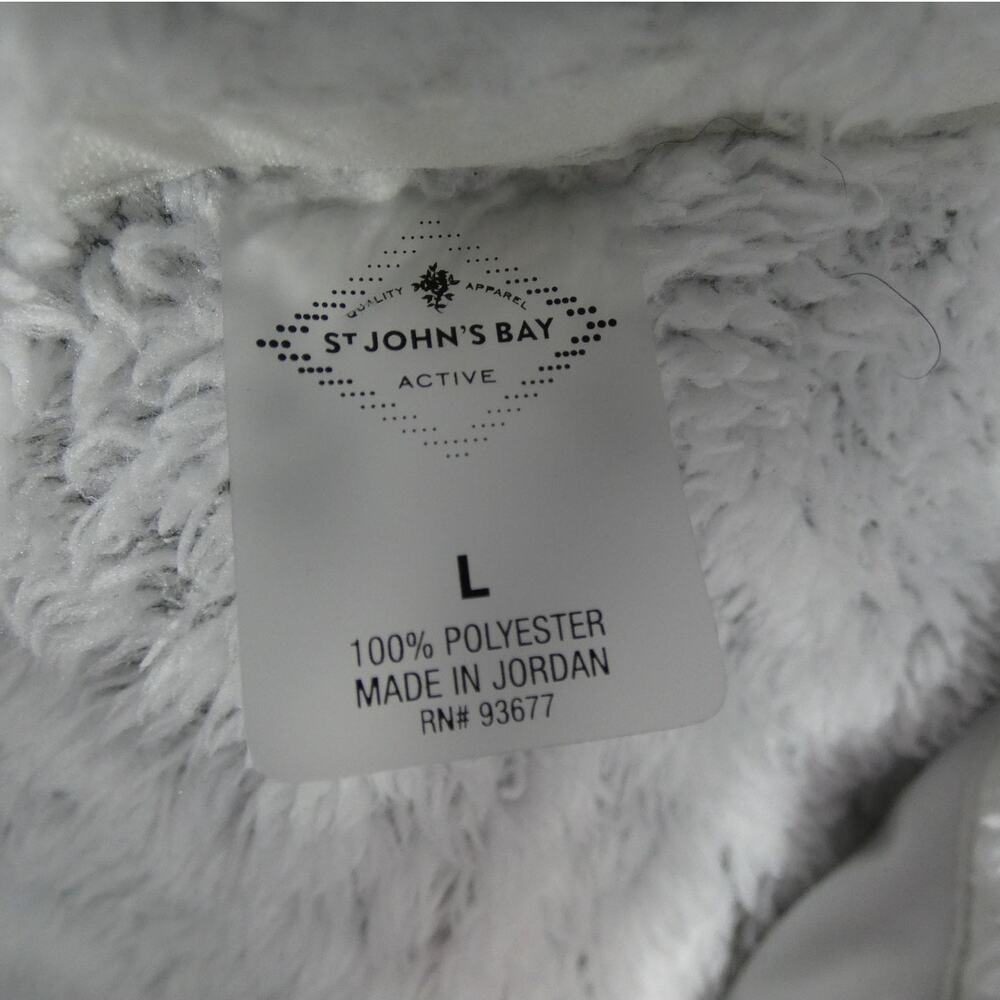 QUALITY APPAREL
ST JOHN'S BAY
ACTIVE
L
100% POLYESTER
MADE IN JORDAN
RN# 93677